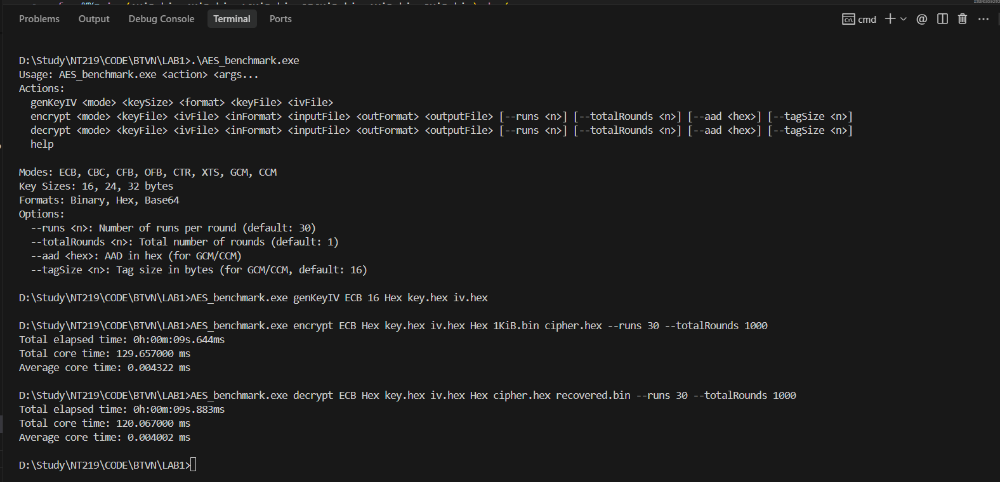 Problems Output Debug Console Terminal Ports cmd
D:\Study\NT219\CODE\BTVN\LAB1>.\AES_benchmark.exe
Usage: AES_benchmark.exe <action> <args...
Actions:
  genKeyIV <mode> <keySize> <format> <keyFile> <ivFile>
  encrypt <mode> <keyFile> <ivFile> <inFormat> <inputFile> <outFormat> <outputFile> [--runs <n>] [--totalRounds <n>] [--aad <hex>] [--tagSize <n>]
  decrypt <mode> <keyFile> <ivFile> <inFormat> <inputFile> <outFormat> <outputFile> [--runs <n>] [--totalRounds <n>] [--aad <hex>] [--tagSize <n>]
  help
Modes: ECB, CBC, CFB, OFB, CTR, XTS, GCM, CCM
Key Sizes: 16, 24, 32 bytes
Formats: Binary, Hex, Base64
Options:
  --runs <n>: Number of runs per round (default: 30)
  --totalRounds <n>: Total number of rounds (default: 1)
  --aad <hex>: AAD in hex (for GCM/CCM)
  --tagSize <n>: Tag size in bytes (for GCM/CCM, default: 16)
D:\Study\NT219\CODE\BTVN\LAB1>AES_benchmark.exe genKeyIV ECB 16 Hex key.hex iv.hex
D:\Study\NT219\CODE\BTVN\LAB1>AES_benchmark.exe encrypt ECB Hex key.hex iv.hex Hex 1KiB.bin cipher.hex --runs 30 --totalRounds 1000
Total elapsed time: 0h:00m:09s.644ms
Total core time: 129.657000 ms
Average core time: 0.004322 ms
D:\Study\NT219\CODE\BTVN\LAB1>AES_benchmark.exe decrypt ECB Hex key.hex iv.hex Hex cipher.hex recovered.bin --runs 30 --totalRounds 1000
Total elapsed time: 0h:00m:09s.883ms
Total core time: 120.067000 ms
Average core time: 0.004002 ms
D:\Study\NT219\CODE\BTVN\LAB1>